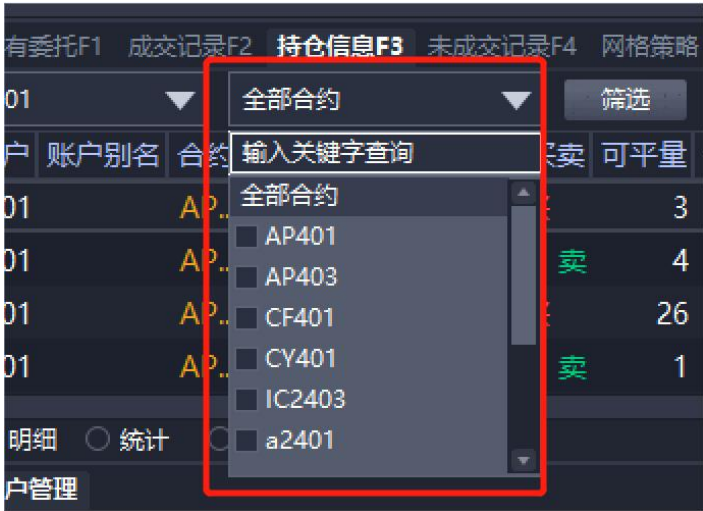 有委托F1 成交记录F2 持仓信息F3 未成交记录F4 网格策略
01 全部合约 筛选
户 账户别名 合约 买卖 可平量
输入关键字查询
全部合约
01 AP.. 3
AP401
01 AP.. 卖 4
AP403
01 AP.. 26
CF401
01 AP.. 卖 1
CY401
IC2403
明细 统计
a2401
户管理